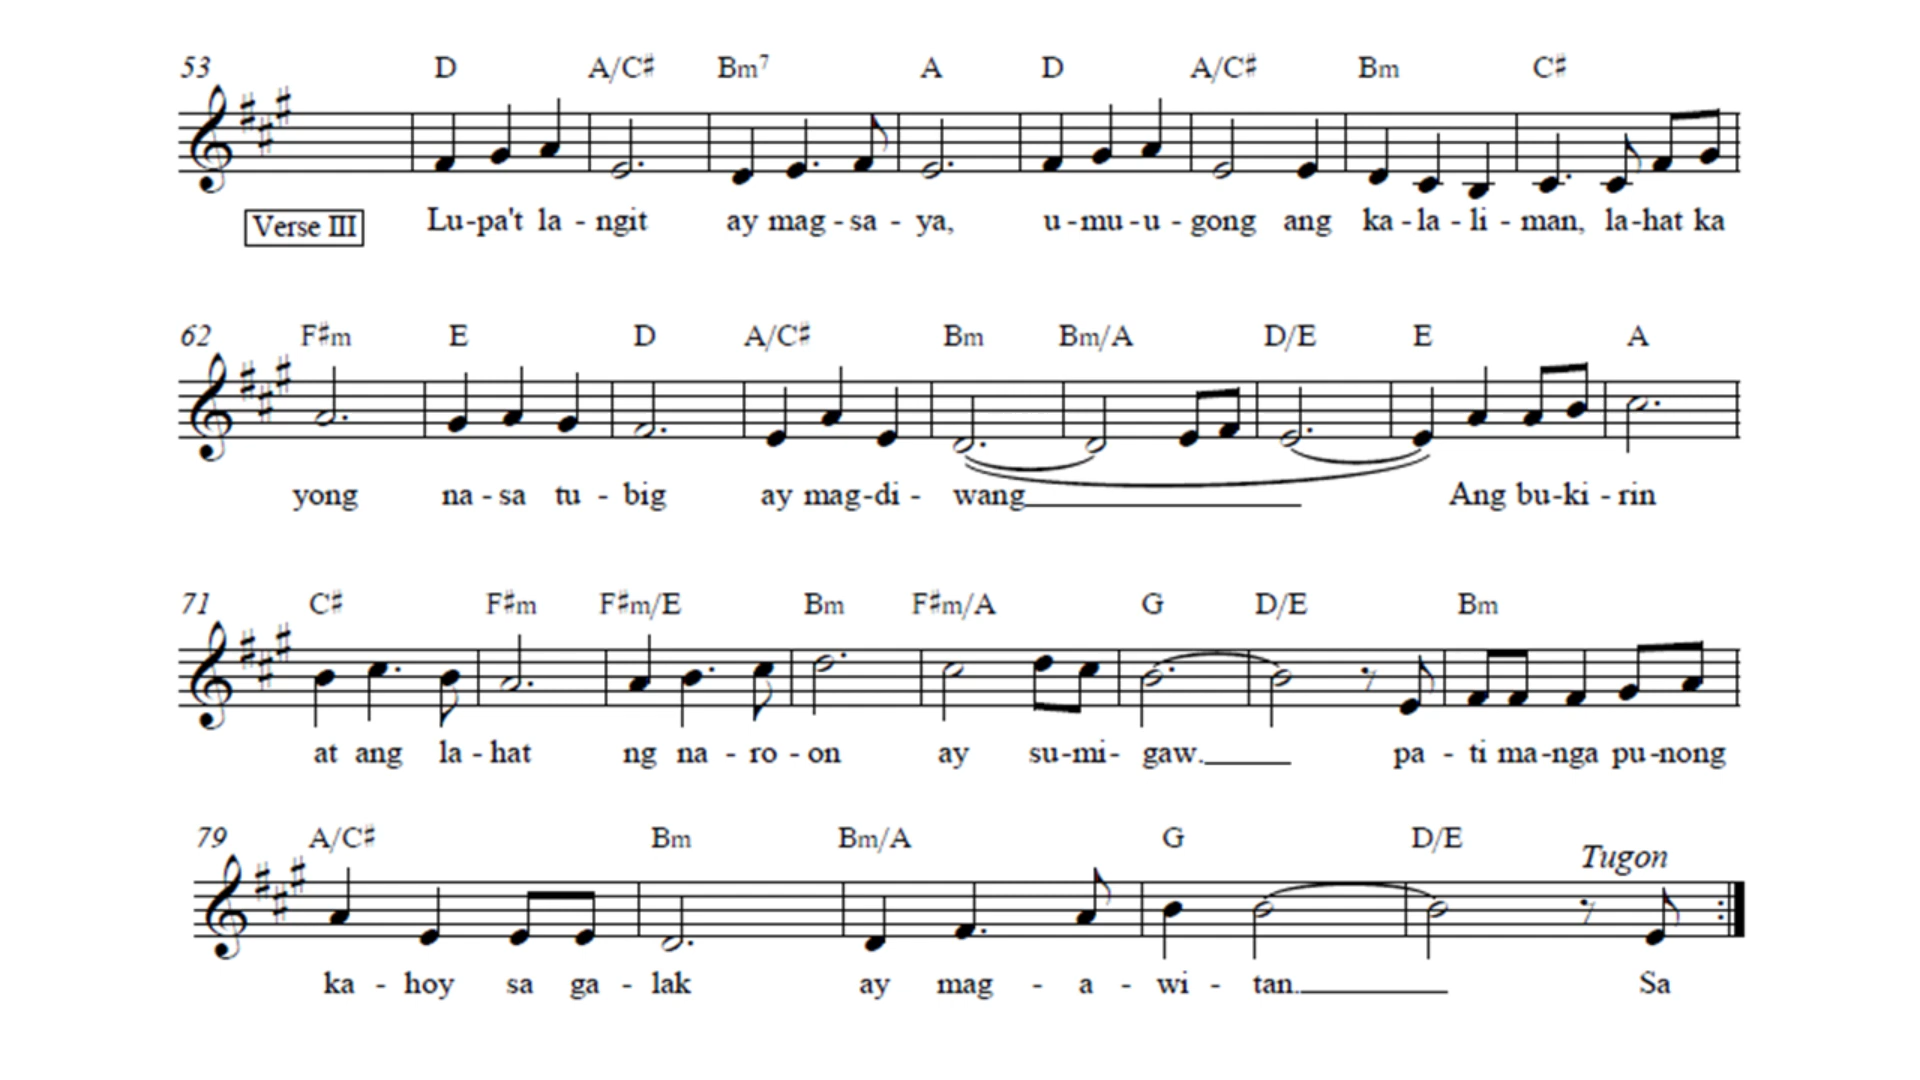 53 D A/C♯ Bm7 A D A/C♯ Bm C♯
Verse III Lu-pa't la - ngit ay mag - sa - ya, u - mu - u - gong ang ka - la - li - man, la-hat ka
62 F♯m E D A/C♯ Bm Bm/A D/E E A
yong na - sa tu - big ay mag-di - wang Ang bu-ki - rin
71 C♯ F♯m F♯m/E Bm F♯m/A G D/E Bm
at ang la - hat ng na - ro - on ay su-mi- gaw. pa - ti ma-nga pu-nong
79 A/C♯ Bm Bm/A G D/E
Tugon
ka - hoy sa ga - lak ay mag - a - wi - tan. Sa